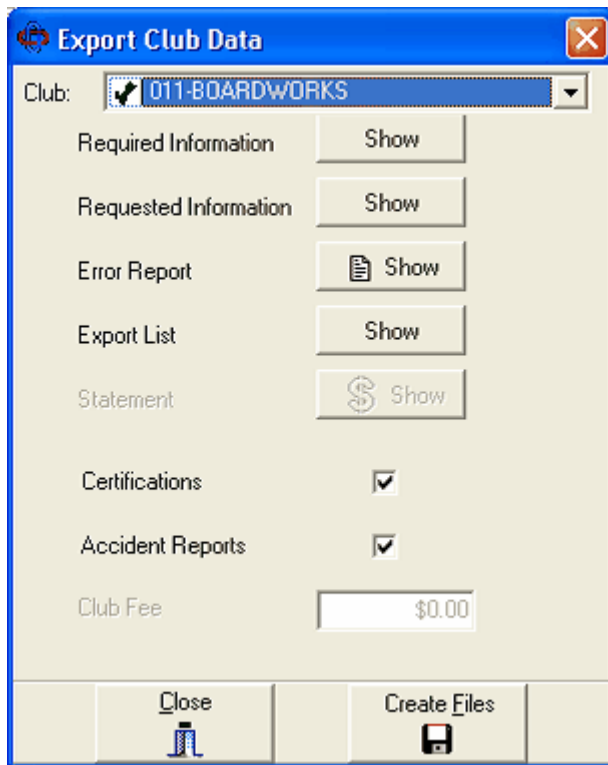 Export Club Data
Club: 011-BOARDWORKS
Required Information Show
Requested Information Show
Error Report Show
Export List Show
Statement $ Show
Certifications
Accident Reports
Club Fee $0.00
Close Create Files